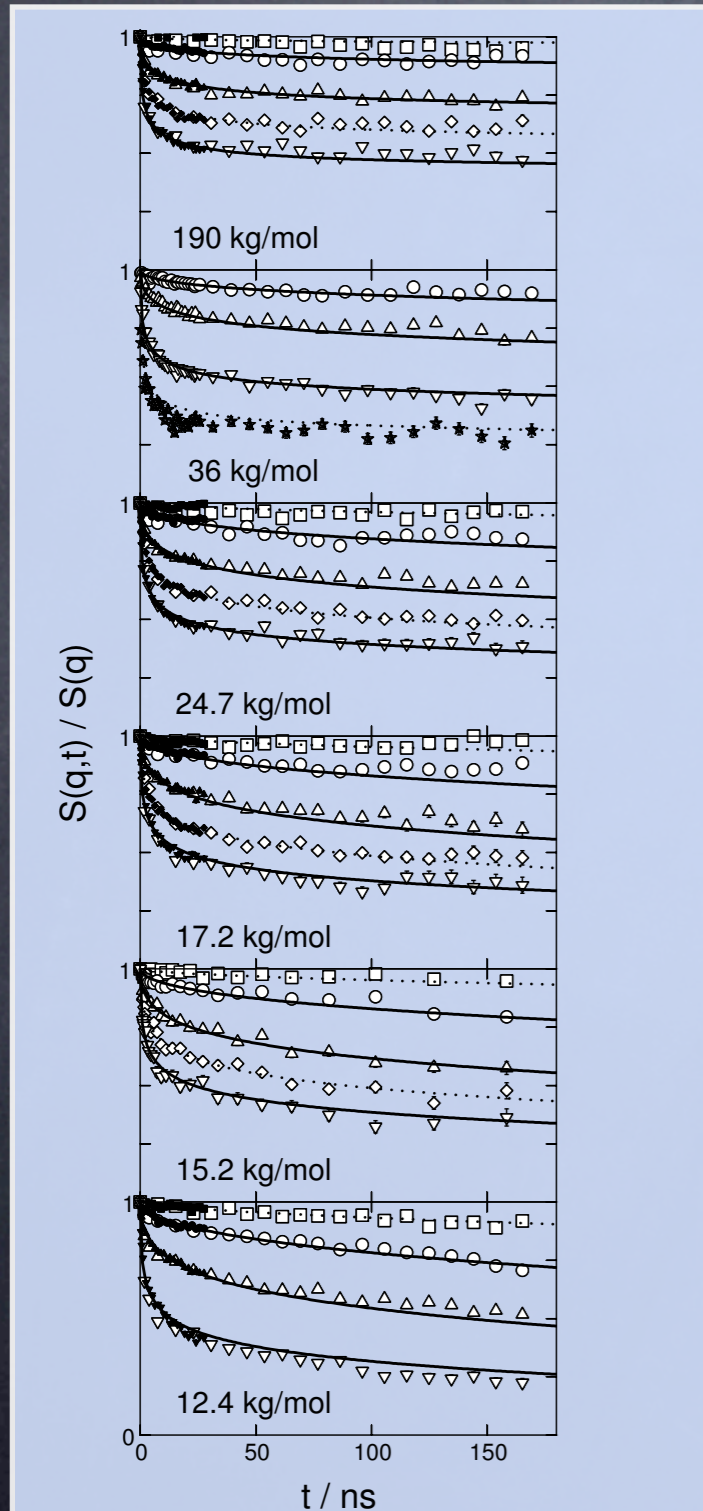 1
190 kg/mol
1
36 kg/mol
1
24.7 kg/mol
S(q,t) / S(q)
1
17.2 kg/mol
1
15.2 kg/mol
1
12.4 kg/mol
0
0 50 100 150
t / ns